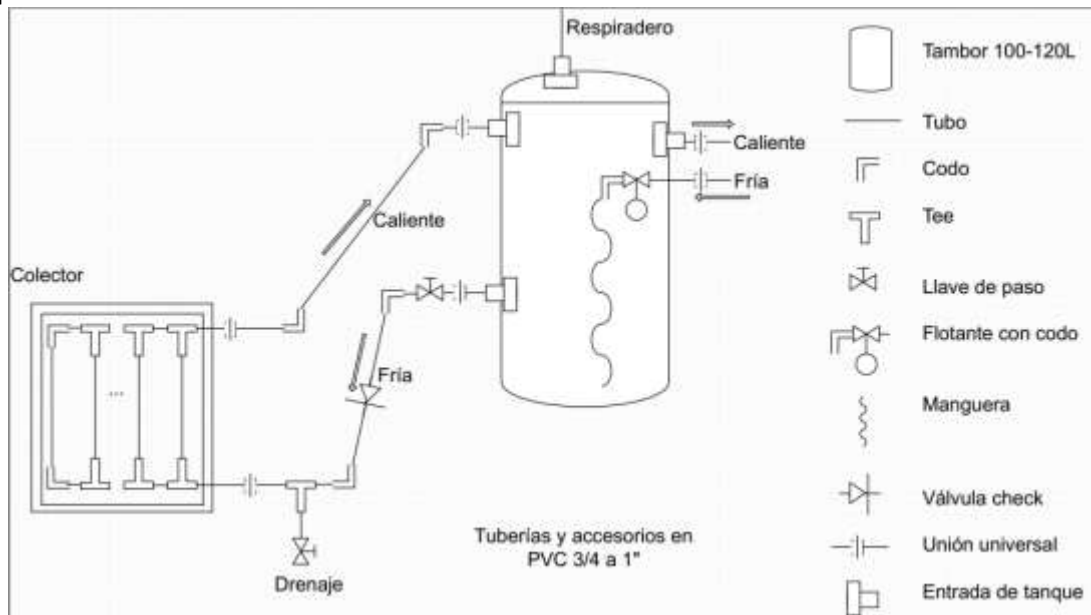 Respiradero
Caliente
Fría
Caliente
Colector
...
Fría
Drenaje
Tuberías y accesorios en
PVC 3/4 a 1"
Tambor 100-120L
Tubo
Codo
Tee
Llave de paso
Flotante con codo
Manguera
Válvula check
Unión universal
Entrada de tanque